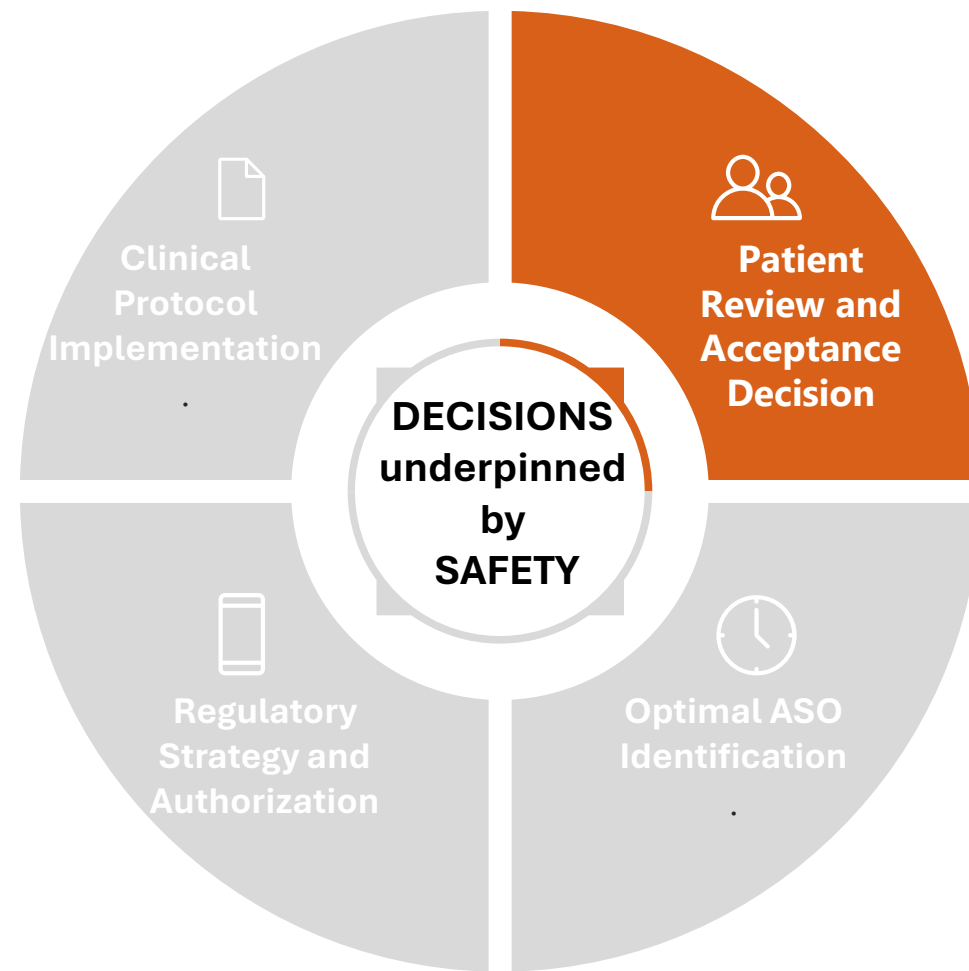 Clinical
Protocol
Implementation
.
Patient
Review and
Acceptance
Decision
DECISIONS
underpinned
by
SAFETY
Regulatory
Strategy and
Authorization
Optimal ASO
Identification
.